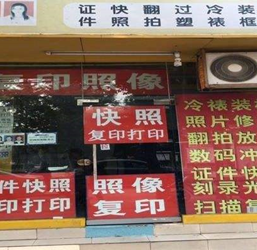 证快翻过冷装
件照拍塑裱框
复印照像
快照
复印打印
件快照
印打印
照像
复印
冷裱装
照片修
翻拍放
数码冲
证件快
刻录光
扫描复